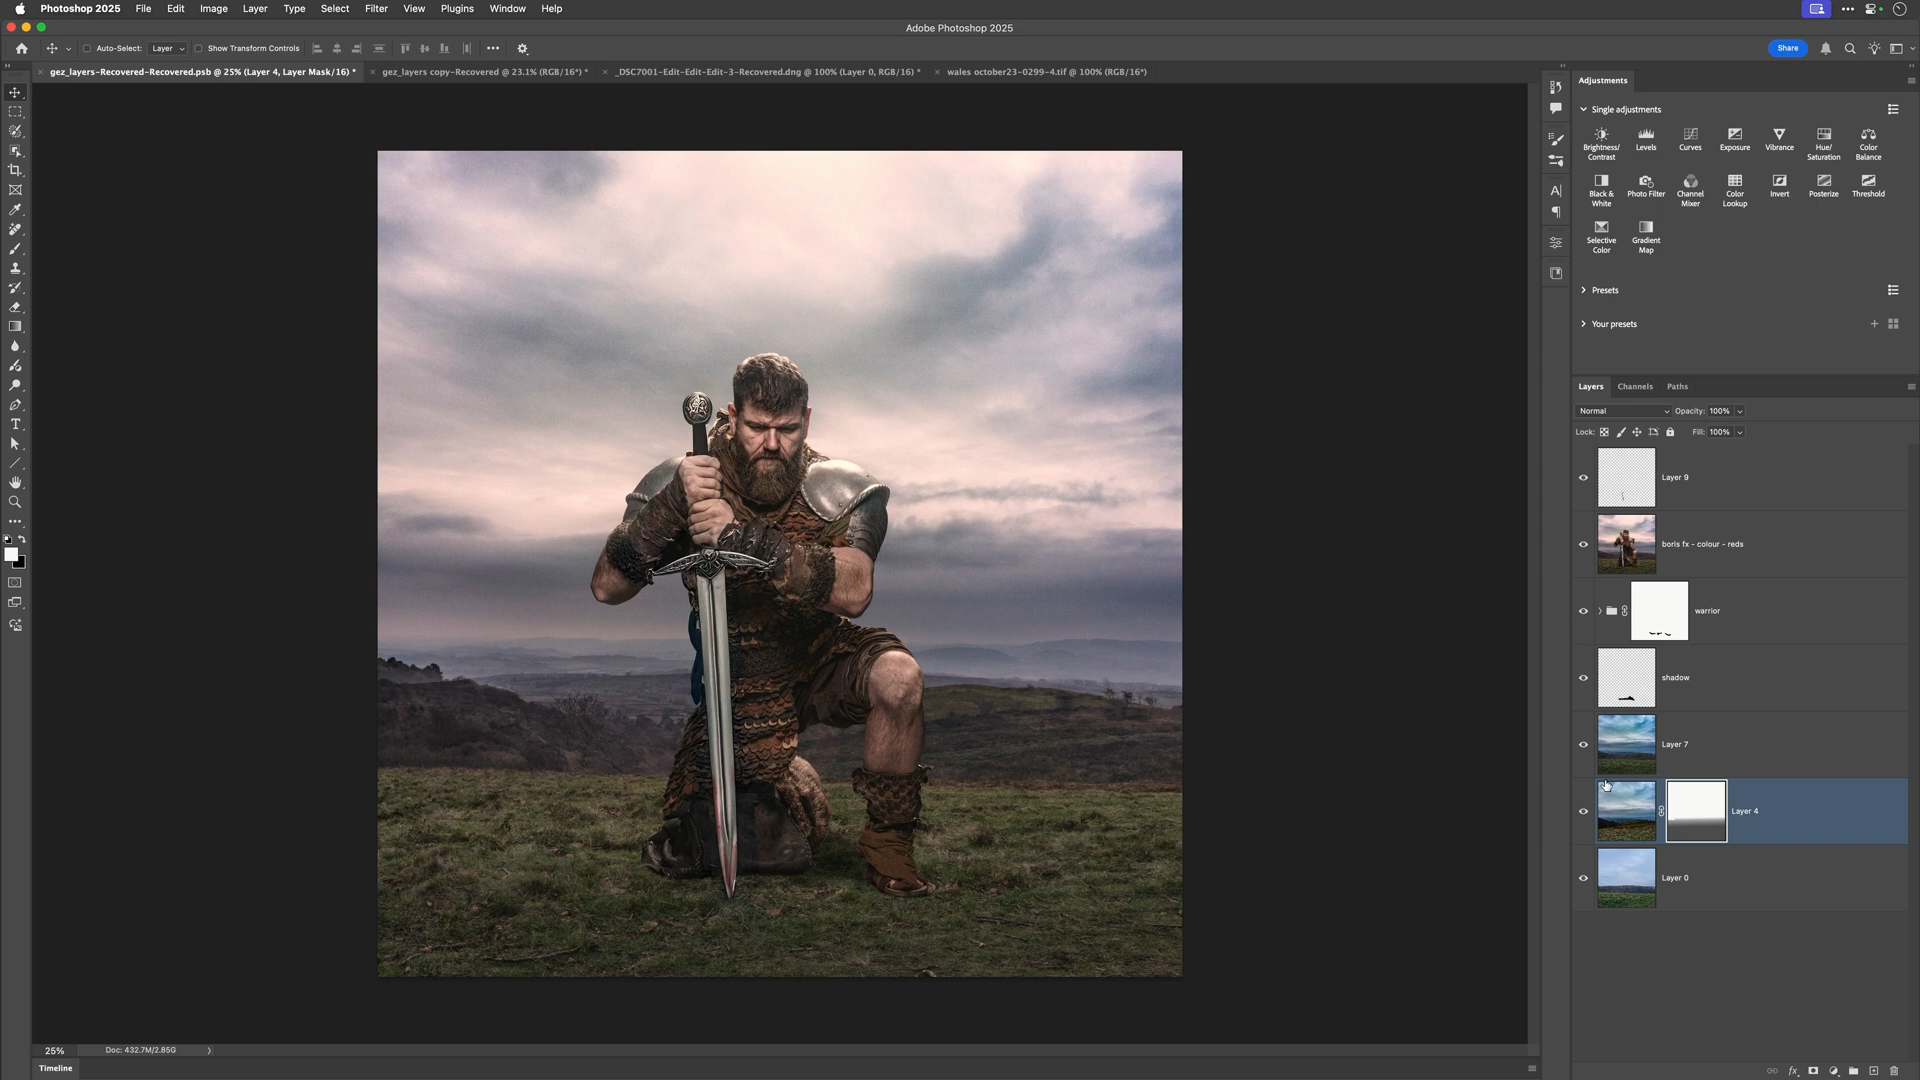 Photoshop 2025 File Edit Image Layer Type Select Filter View Plugins Window Help
Adobe Photoshop 2025
Auto-Select: Layer Show Transform Controls Share
gez_layers-Recovered-Recovered.psb @ 25% (Layer 4, Layer Mask/16) * gez_layers copy-Recovered @ 23.1% (RGB/16*) * _DSC7001-Edit-Edit-Edit-3-Recovered.dng @ 100% (Layer 0, RGB/16) * wales october23-0299-4.tif @ 100% (RGB/16*)
Adjustments
Single adjustments
Brightness/ Contrast Levels Curves Exposure Vibrance Hue/ Saturation Color Balance
Black & White Photo Filter Channel Mixer Color Lookup Invert Posterize Threshold
Selective Color Gradient Map
Presets
Your presets
Layers Channels Paths
Normal Opacity: 100%
Lock: Fill: 100%
Layer 9
boris fx - colour - reds
warrior
shadow
Layer 7
Layer 4
Layer 0
fx
25% Doc: 432.7M/2.85G
Timeline